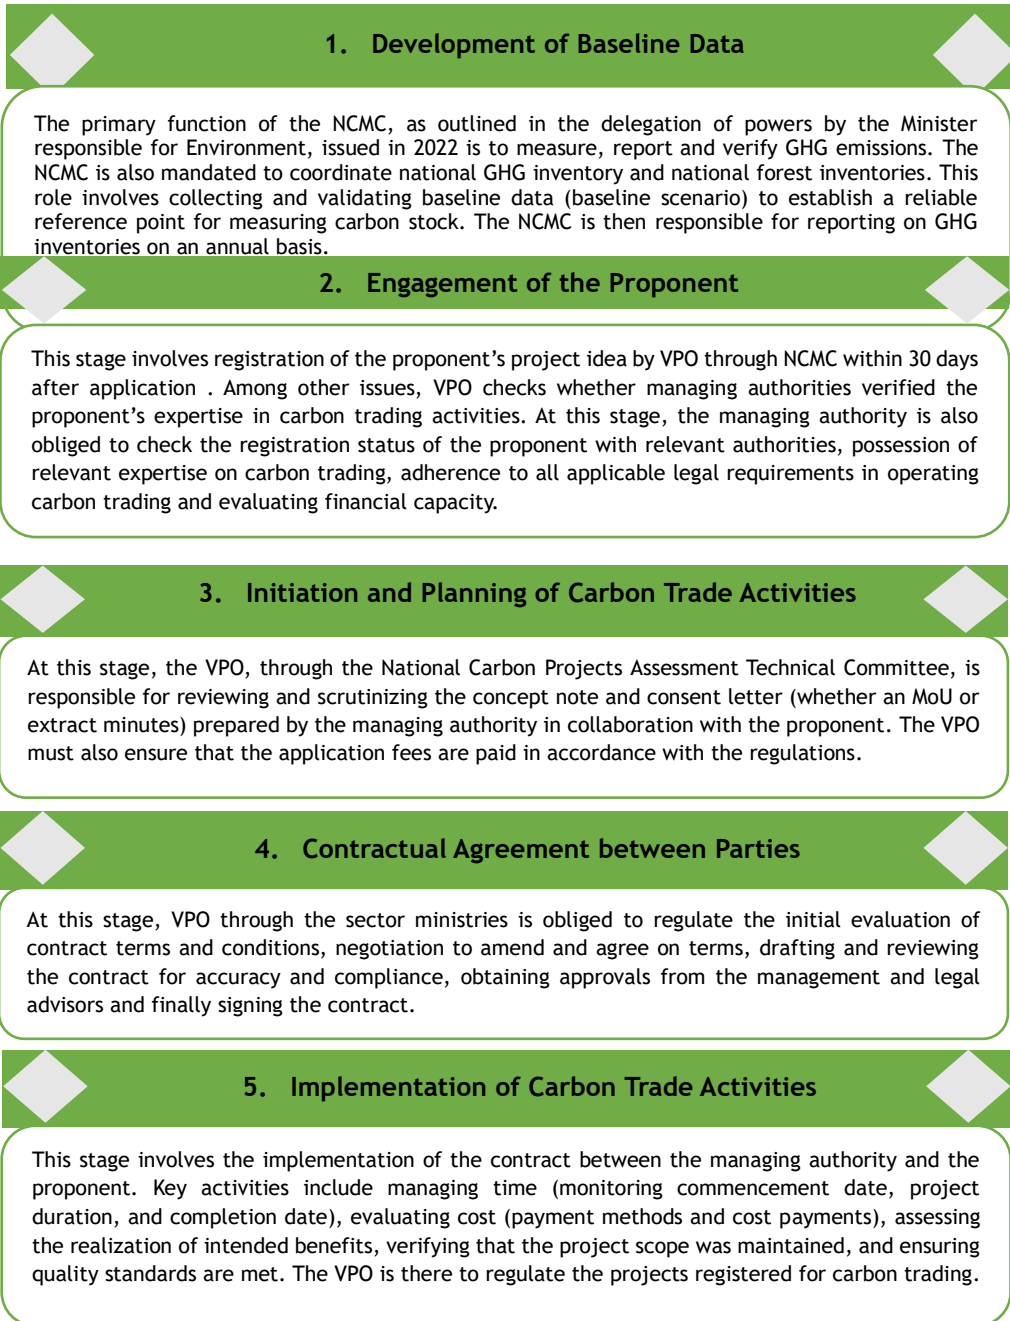 1. Development of Baseline Data
The primary function of the NCMC, as outlined in the delegation of powers by the Minister
responsible for Environment, issued in 2022 is to measure, report and verify GHG emissions. The
NCMC is also mandated to coordinate national GHG inventory and national forest inventories. This
role involves collecting and validating baseline data (baseline scenario) to establish a reliable
reference point for measuring carbon stock. The NCMC is then responsible for reporting on GHG
inventories on an annual basis.
2. Engagement of the Proponent
This stage involves registration of the proponent’s project idea by VPO through NCMC within 30 days
after application . Among other issues, VPO checks whether managing authorities verified the
proponent’s expertise in carbon trading activities. At this stage, the managing authority is also
obliged to check the registration status of the proponent with relevant authorities, possession of
relevant expertise on carbon trading, adherence to all applicable legal requirements in operating
carbon trading and evaluating financial capacity.
3. Initiation and Planning of Carbon Trade Activities
At this stage, the VPO, through the National Carbon Projects Assessment Technical Committee, is
responsible for reviewing and scrutinizing the concept note and consent letter (whether an MoU or
extract minutes) prepared by the managing authority in collaboration with the proponent. The VPO
must also ensure that the application fees are paid in accordance with the regulations.
4. Contractual Agreement between Parties
At this stage, VPO through the sector ministries is obliged to regulate the initial evaluation of
contract terms and conditions, negotiation to amend and agree on terms, drafting and reviewing
the contract for accuracy and compliance, obtaining approvals from the management and legal
advisors and finally signing the contract.
5. Implementation of Carbon Trade Activities
This stage involves the implementation of the contract between the managing authority and the
proponent. Key activities include managing time (monitoring commencement date, project
duration, and completion date), evaluating cost (payment methods and cost payments), assessing
the realization of intended benefits, verifying that the project scope was maintained, and ensuring
quality standards are met. The VPO is there to regulate the projects registered for carbon trading.